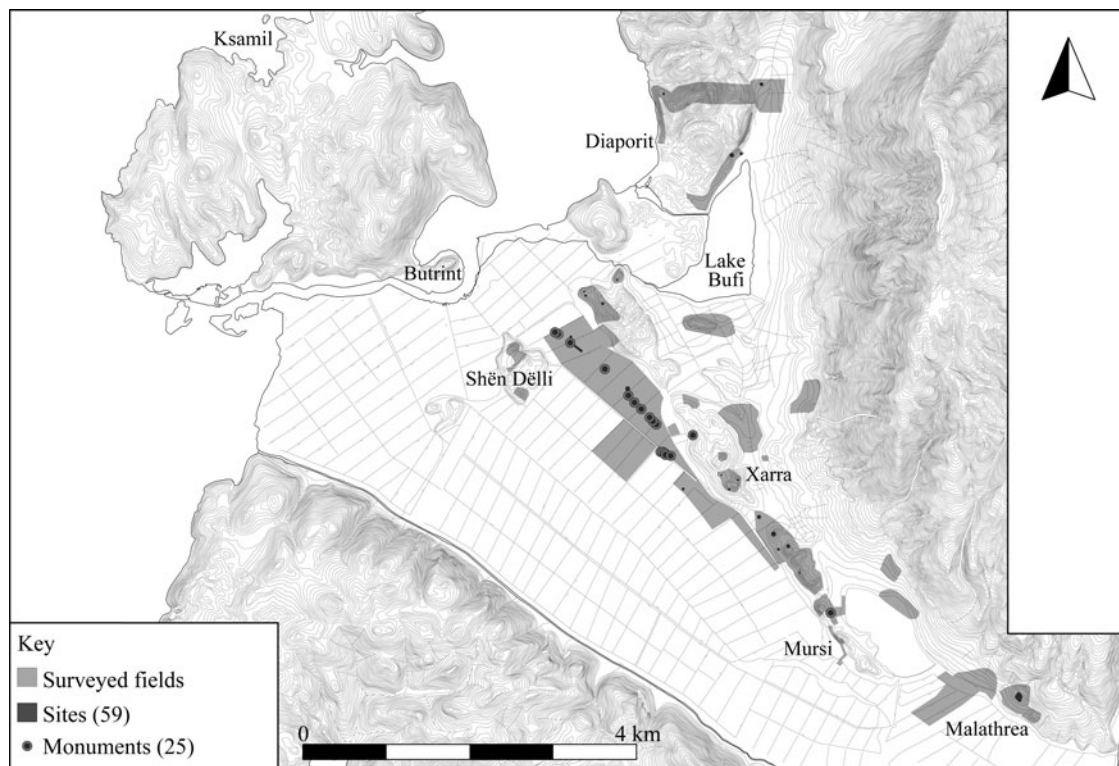 Ksamil
Diaporit
Butrint
Lake
Bufi
Shën Dëlli
Xarra
Mursi
Malathrea
Key
Surveyed fields
Sites (59)
Monuments (25)
0
4 km